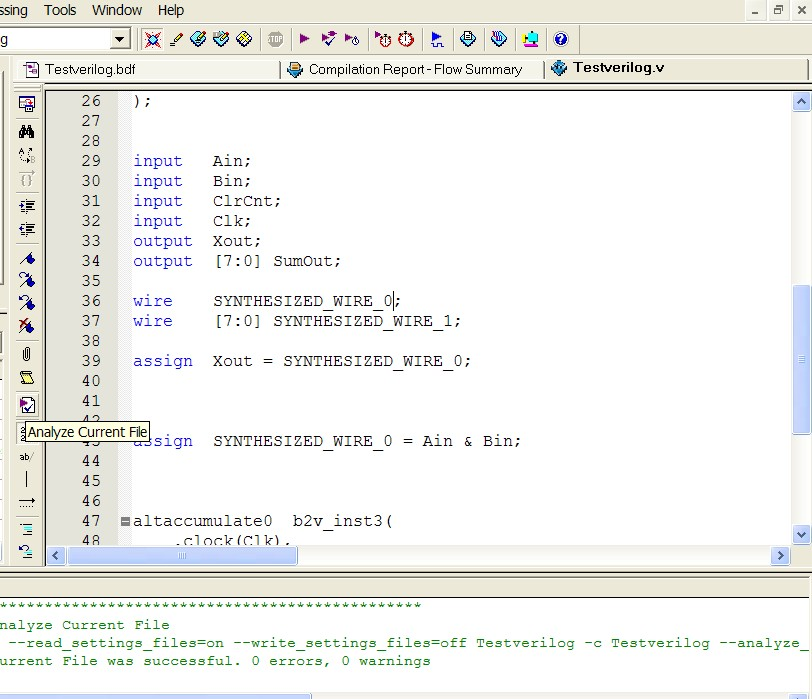 ssing Tools Window Help
g
STOP
Testverilog.bdf Compilation Report - Flow Summary Testverilog.v
26 );
27
28
29 input Ain;
30 input Bin;
31 input ClrCnt;
32 input Clk;
33 output Xout;
34 output [7:0] SumOut;
35
36 wire SYNTHESIZED_WIRE_0;
37 wire [7:0] SYNTHESIZED_WIRE_1;
38
39 assign Xout = SYNTHESIZED_WIRE_0;
40
41
42
Analyze Current File
43 assign SYNTHESIZED_WIRE_0 = Ain & Bin;
44
ab/
45
46
47 altaccumulate0 b2v_inst3(
48 .clock(Clk),
*******************************************
nalyze Current File
--read_settings_files=on --write_settings_files=off Testverilog -c Testverilog --analyze_
urrent File was successful. 0 errors, 0 warnings